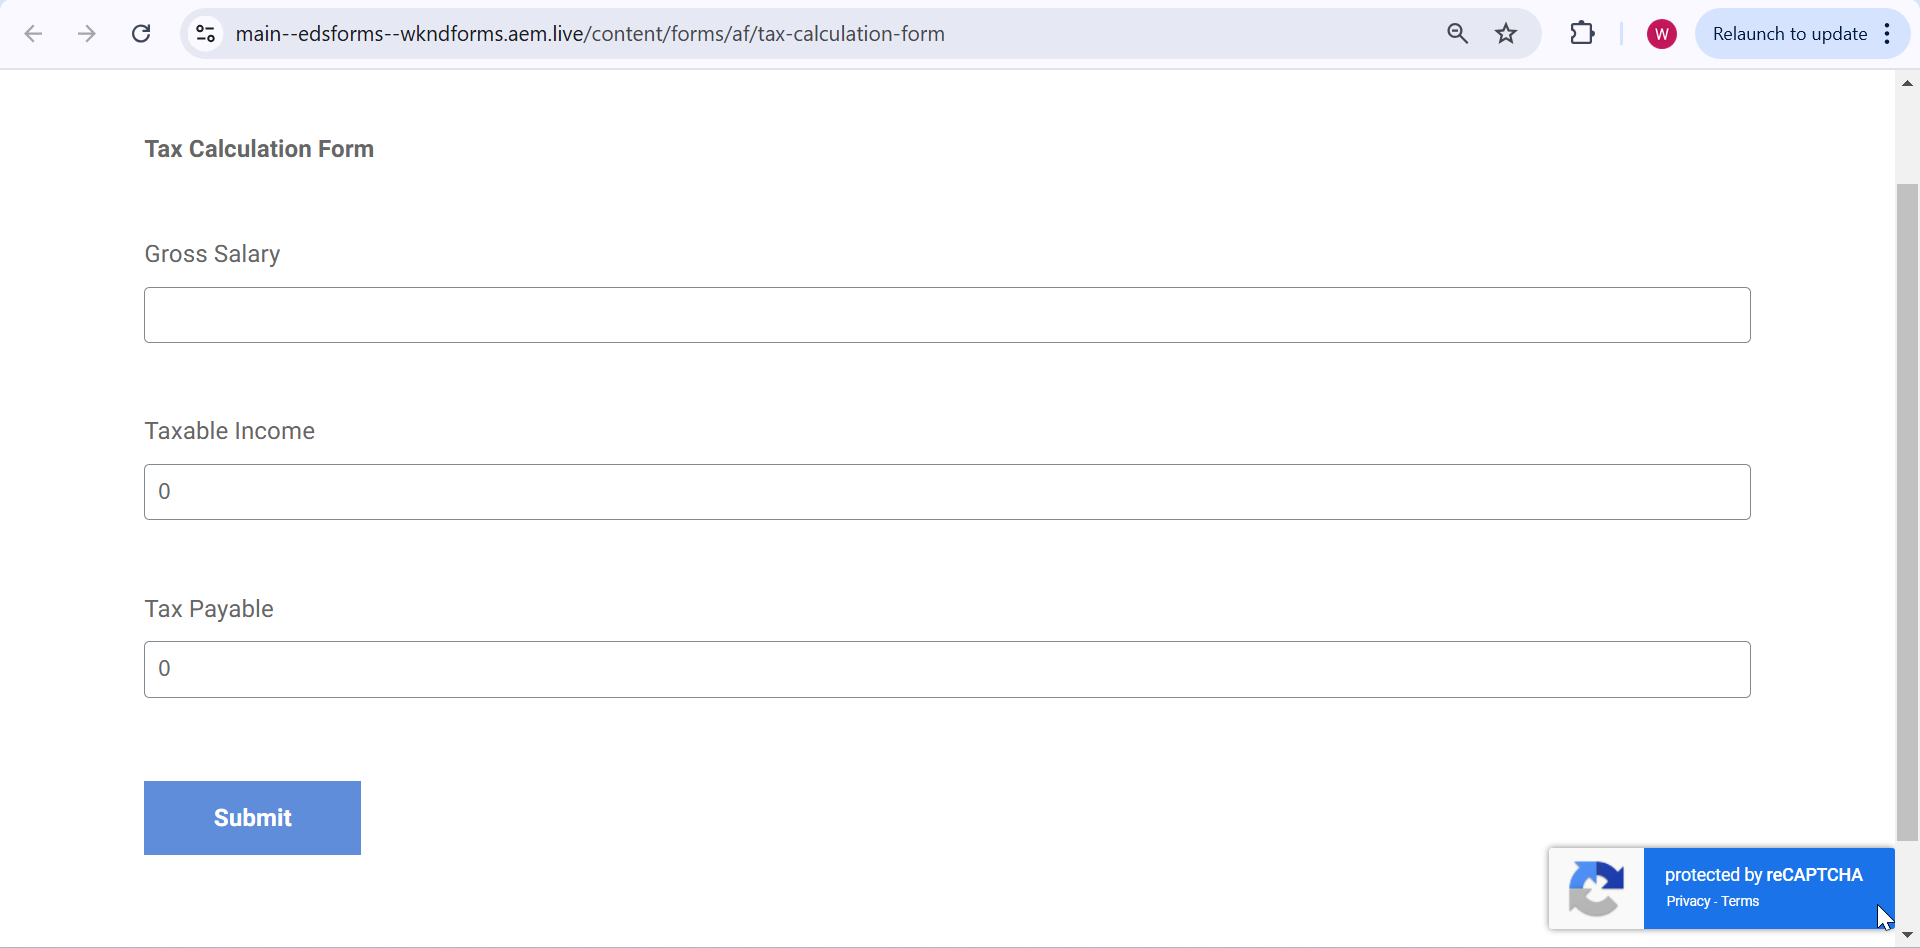 main--edsforms--wkndforms.aem.live/content/forms/af/tax-calculation-form
W
Relaunch to update
Tax Calculation Form
Gross Salary
Taxable Income
0
Tax Payable
0
Submit
protected by reCAPTCHA
Privacy - Terms